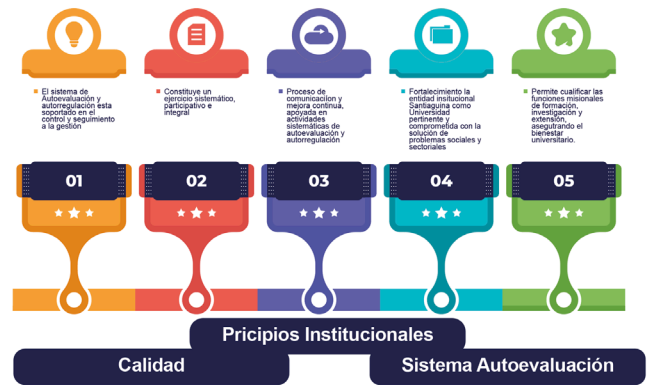 El sistema de
Autoevaluación y
autorregulación esta
soportado en el
control y seguimiento
a la gestión
Constituye un
ejercicio sistemático,
participativo e
integral
Proceso de
comunicacilon y
mejora continua,
apoyada en
actividades
sistemáticas de
autoevaluación y
autorregulación
Fortalecimiento la
entidad insitucional
Santiaguina como
Universidad
pertinente y
comprometida con la
solución de
problemas sociales y
sectoriales
Permite cualificar las
funciones misionales
de formación,
investigación y
extensión,
asegutrando el
bienestar
universitario.
01
02
03
04
05
Pricipios Institucionales
Calidad
Sistema Autoevaluación